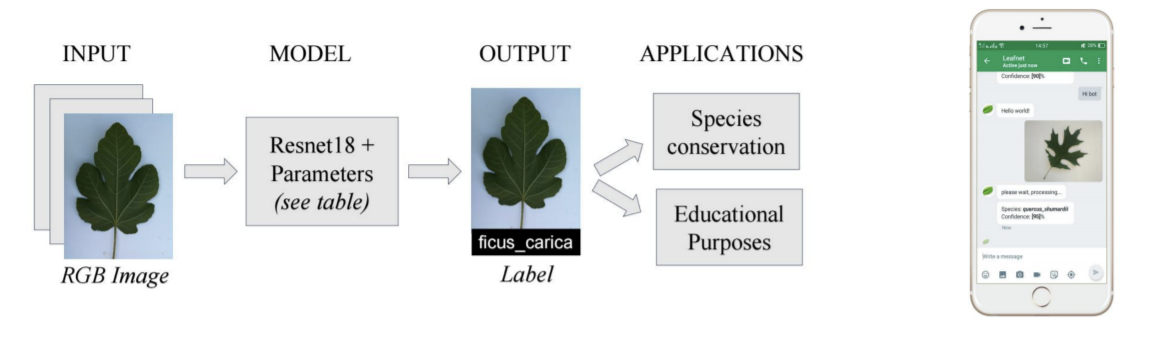 INPUT
MODEL
OUTPUT
APPLICATIONS
RGB Image
Resnet18 +
Parameters
(see table)
ficus_carica
Label
Species
conservation
Educational
Purposes
14:57
Leafnet
Active just now
Confidence: [90]%
Hi bot
Hello world!
please wait, processing...
Species: quercus_shumardii
Confidence: [95]%
Now
Write a message